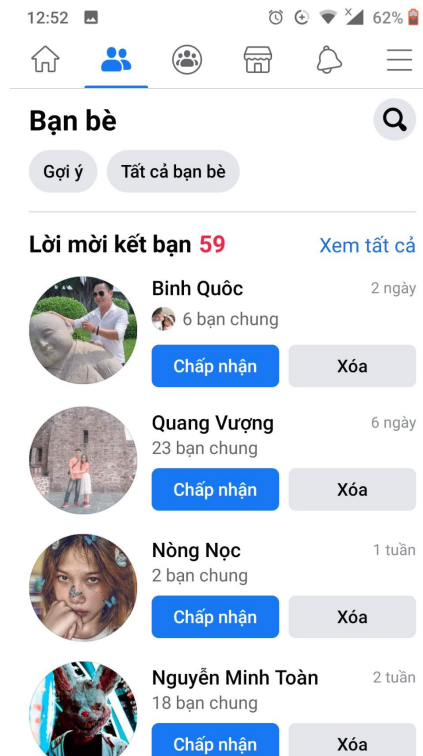 12:52
62%
Bạn bè
Gợi ý
Tất cả bạn bè
Lời mời kết bạn 59
Xem tất cả
Binh Quôc
2 ngày
6 bạn chung
Chấp nhận
Xóa
Quang Vượng
6 ngày
23 bạn chung
Chấp nhận
Xóa
Nòng Nọc
1 tuần
2 bạn chung
Chấp nhận
Xóa
Nguyễn Minh Toàn
2 tuần
18 bạn chung
Chấp nhận
Xóa